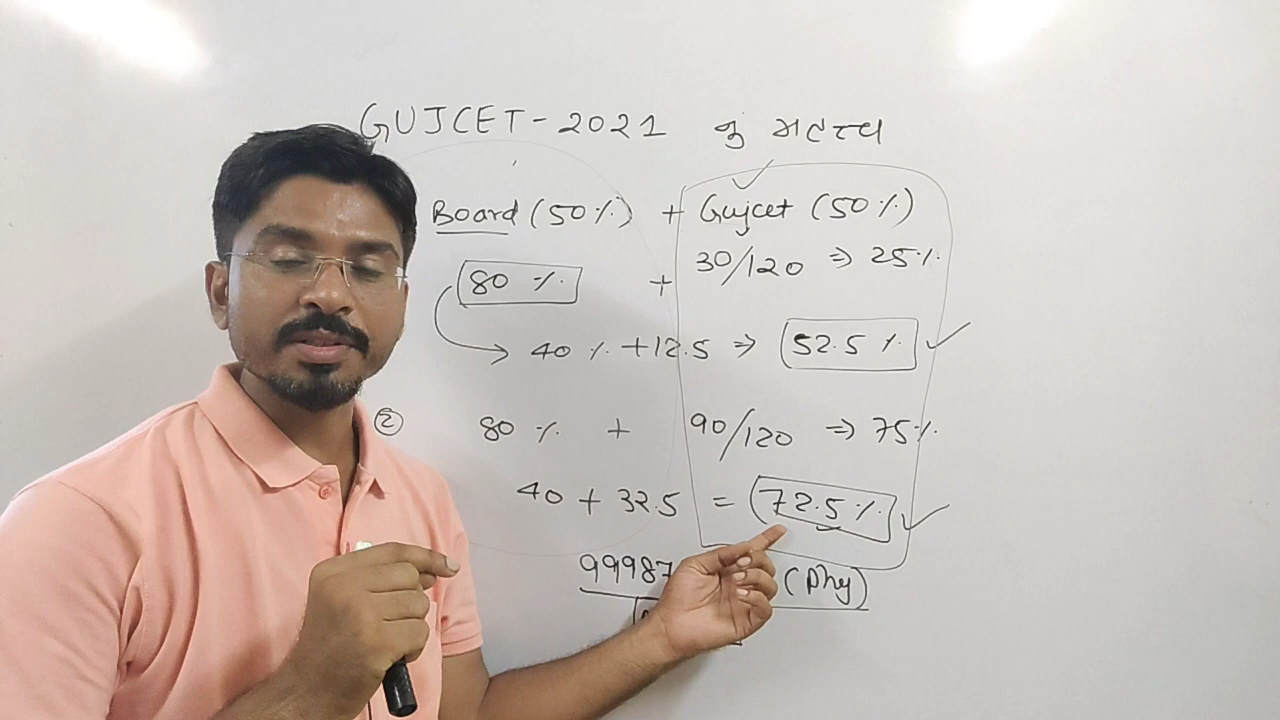 GUJCET-2021 નું મહત્ત્વ
Board (50%) + Gujcet (50%)
30/120 ⇒ 25%
80 % +
40 % +12.5 ⇒ 52.5 %
② 80 % + 90/120 ⇒ 75%
40 + 32.5 = 72.5%
99987 (Phy)